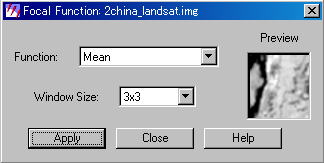 Focal Function: 2china_landsat.img
Preview
Function: Mean
Window Size: 3x3
Apply Close Help